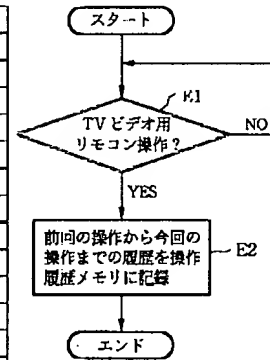 スタート
E1
TVビデオ用
リモコン操作?
NO
YES
前回の操作から今回の
操作までの履歴を操作
履歴メモリに記録
E2
エンド